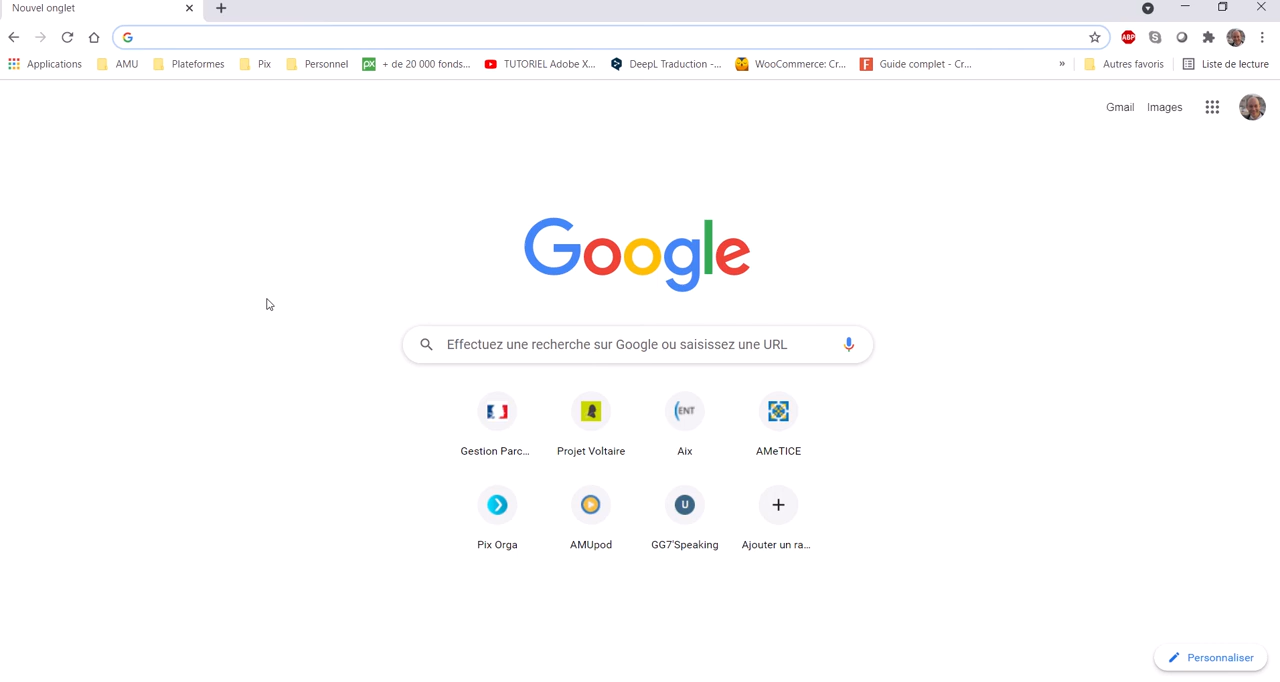 Nouvel onglet
Applications AMU Plateformes Pix Personnel + de 20 000 fonds... TUTORIEL Adobe X... DeepL Traduction -... WooCommerce: Cr... Guide complet - Cr... » Autres favoris Liste de lecture
Gmail Images
Google
Effectuez une recherche sur Google ou saisissez une URL
Gestion Parc... Projet Voltaire Aix AMeTICE
Pix Orga AMUpod GG7'Speaking Ajouter un ra...
Personnaliser
ABP
px
F
ENT
U